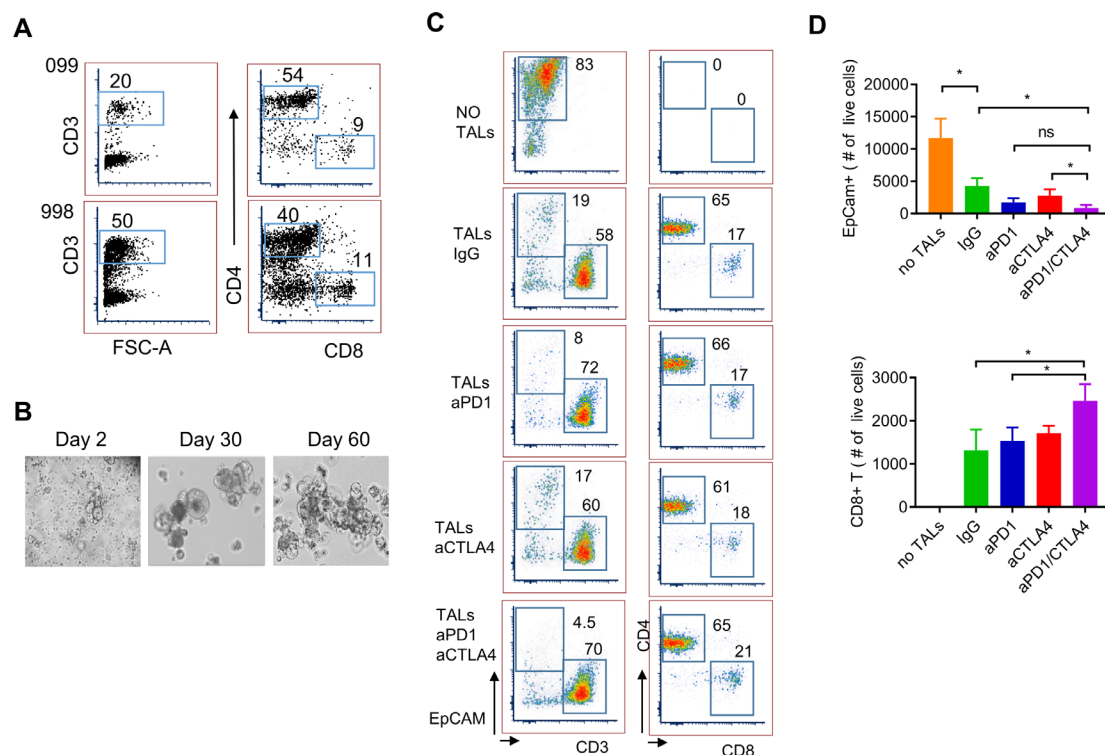 A
099
20
CD3
54
9
998
50
CD3
40
11
CD4
FSC-A
CD8
B
Day 2
Day 30
Day 60
C
NO
TALs
83
0
0
TALs
IgG
19
58
65
17
TALs
aPD1
8
72
66
17
TALs
aCTLA4
17
60
61
18
TALs
aPD1
aCTLA4
4.5
70
CD4
65
21
EpCAM
CD3
CD8
D
EpCam+ ( # of live cells)
20000
15000
10000
5000
0
*
*
ns
*
no TALs
IgG
aPD1
aCTLA4
aPD1/CTLA4
CD8+ T ( # of live cells)
3000
2000
1000
0
*
*
no TALs
IgG
aPD1
aCTLA4
aPD1/CTLA4